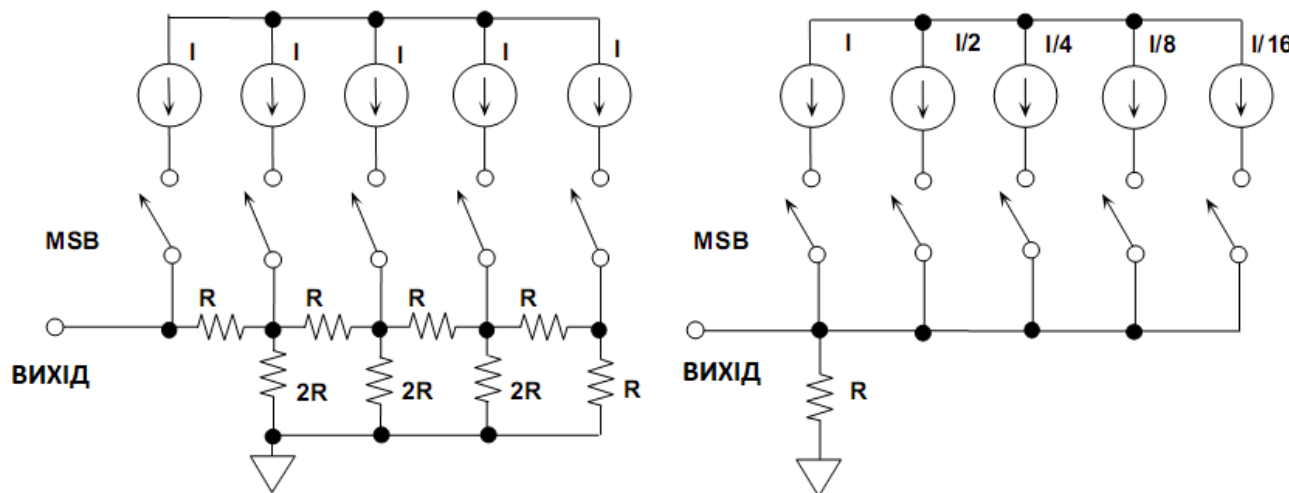 I I I I I
MSB
R R R R
ВИХІД
2R 2R 2R R
I I/2 I/4 I/8 I/16
MSB
ВИХІД
R